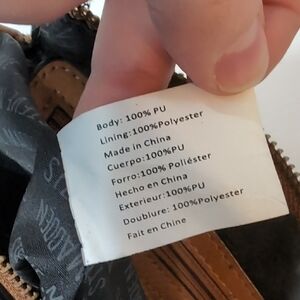 Body: 100% PU
Lining:100%Polyester
Made in China
Cuerpo:100%PU
Forro: 100% Poliéster
Hecho en China
Exterieur:100%PU
Doublure: 100%Polyester
Fait en Chine